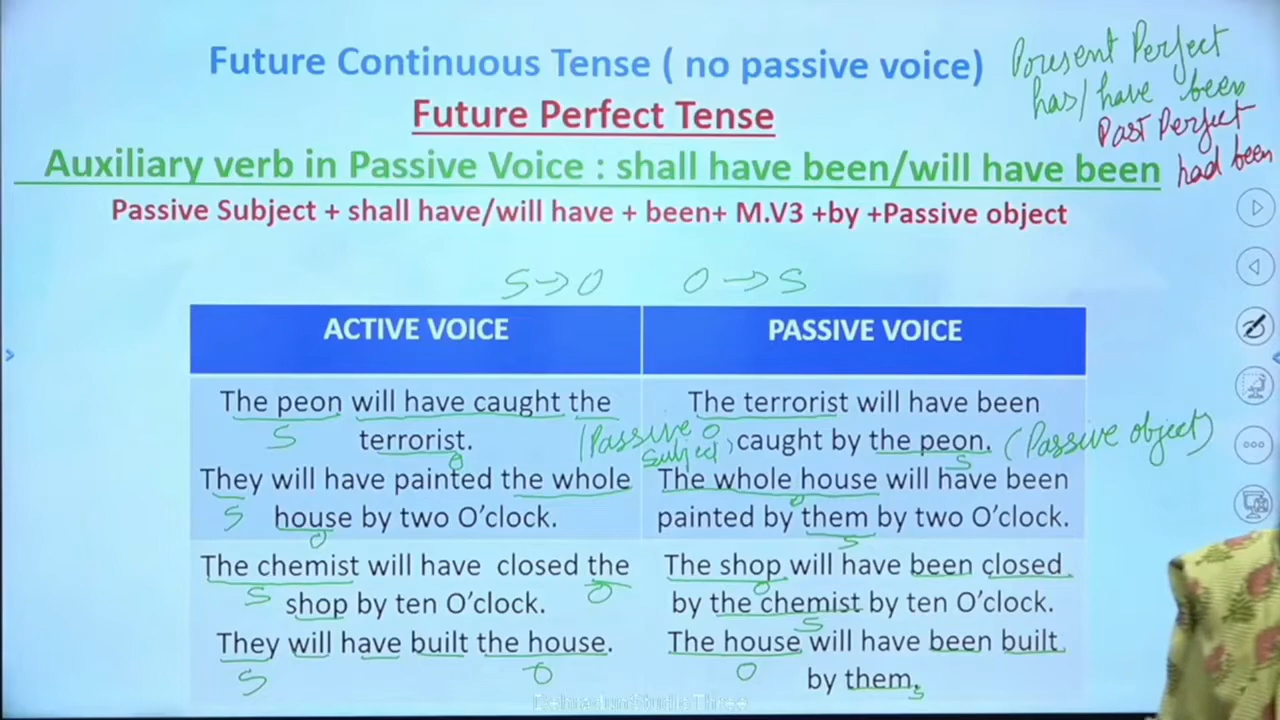 Future Continuous Tense ( no passive voice)
Present Perfect
has/ have been
Past Perfect
had been
Future Perfect Tense
Auxiliary verb in Passive Voice : shall have been/will have been
Passive Subject + shall have/will have + been+ M.V3 +by +Passive object
S → O O → S
ACTIVE VOICE PASSIVE VOICE
The peon will have caught the
S
terrorist.
O
The terrorist will have been
(Passive O
Subject)
caught by the peon. (Passive object)
S
They will have painted the whole
S
house by two O'clock.
O
The whole house will have been
O
painted by them by two O'clock.
S
The chemist will have closed the
S O
shop by ten O'clock.
The shop will have been closed
O
by the chemist by ten O'clock.
S
They will have built the house.
S O
The house will have been built
O
by them.
S
DehradunStudioThree